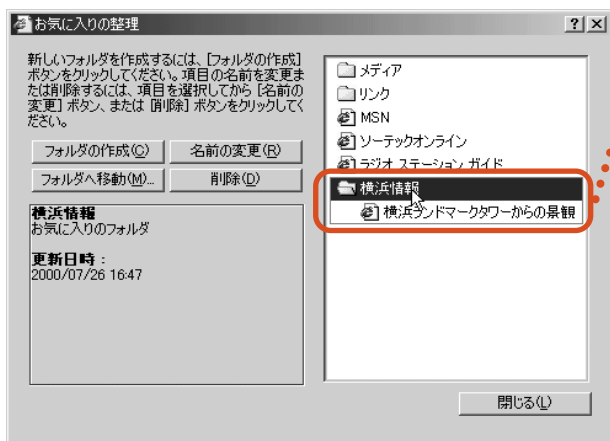 お気に入りの整理
新しいフォルダを作成するには、[フォルダの作成]
ボタンをクリックしてください。項目の名前を変更ま
たは削除するには、項目を選択してから [名前の
変更] ボタン、または [削除] ボタンをクリックしてく
ださい。
フォルダの作成(C)
名前の変更(R)
フォルダへ移動(M)...
削除(D)
横浜情報
お気に入りのフォルダ
更新日時 :
2000/07/26 16:47
メディア
リンク
MSN
ソーテックオンライン
ラジオ ステーション ガイド
横浜情報
横浜ランドマークタワーからの景観
閉じる(L)